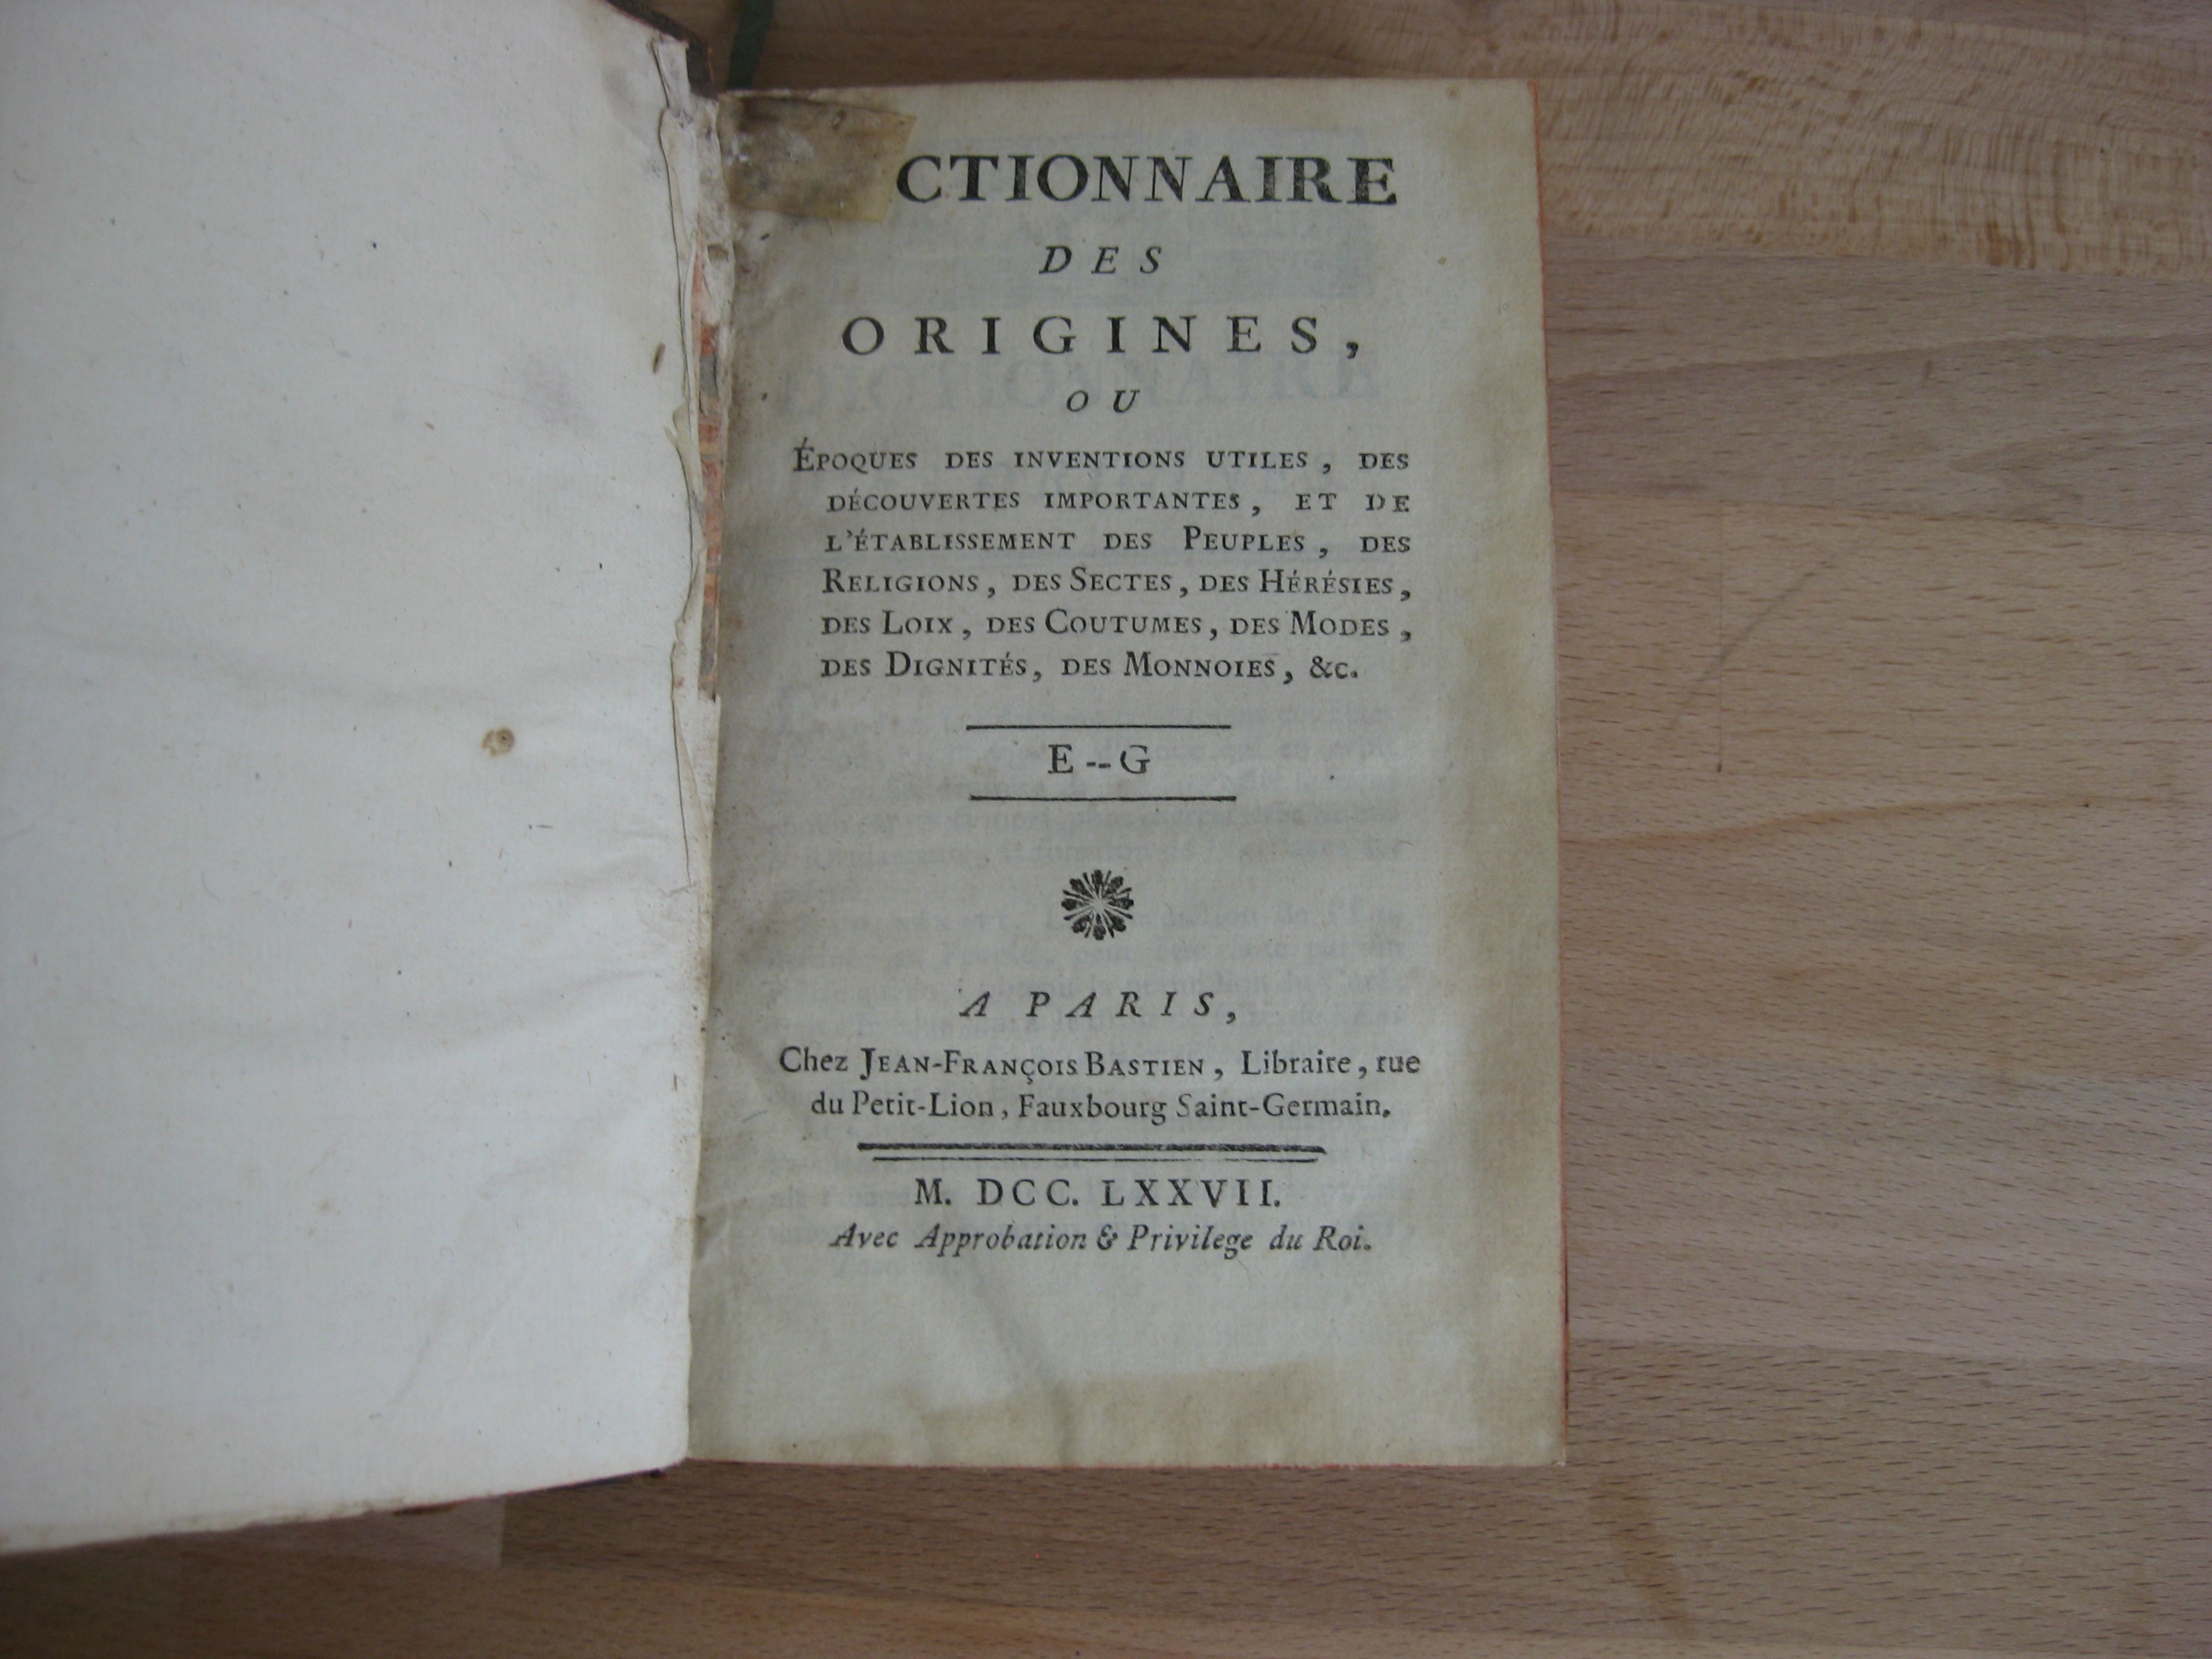 CTIONNAIRE
DES
ORIGINES,
OU
ÉPOQUES DES INVENTIONS UTILES, DES
DÉCOUVERTES IMPORTANTES, ET DE
L'ÉTABLISSEMENT DES PEUPLES, DES
RELIGIONS, DES SECTES, DES HÉRÉSIES,
DES LOIX, DES COUTUMES, DES MODES,
DES DIGNITÉS, DES MONNOIES, &c.
E--G
A PARIS,
Chez JEAN-FRANÇOIS BASTIEN, Libraire, rue
du Petit-Lion, Fauxbourg Saint-Germain.
M. DCC. LXXVII.
Avec Approbation & Privilege du Roi.